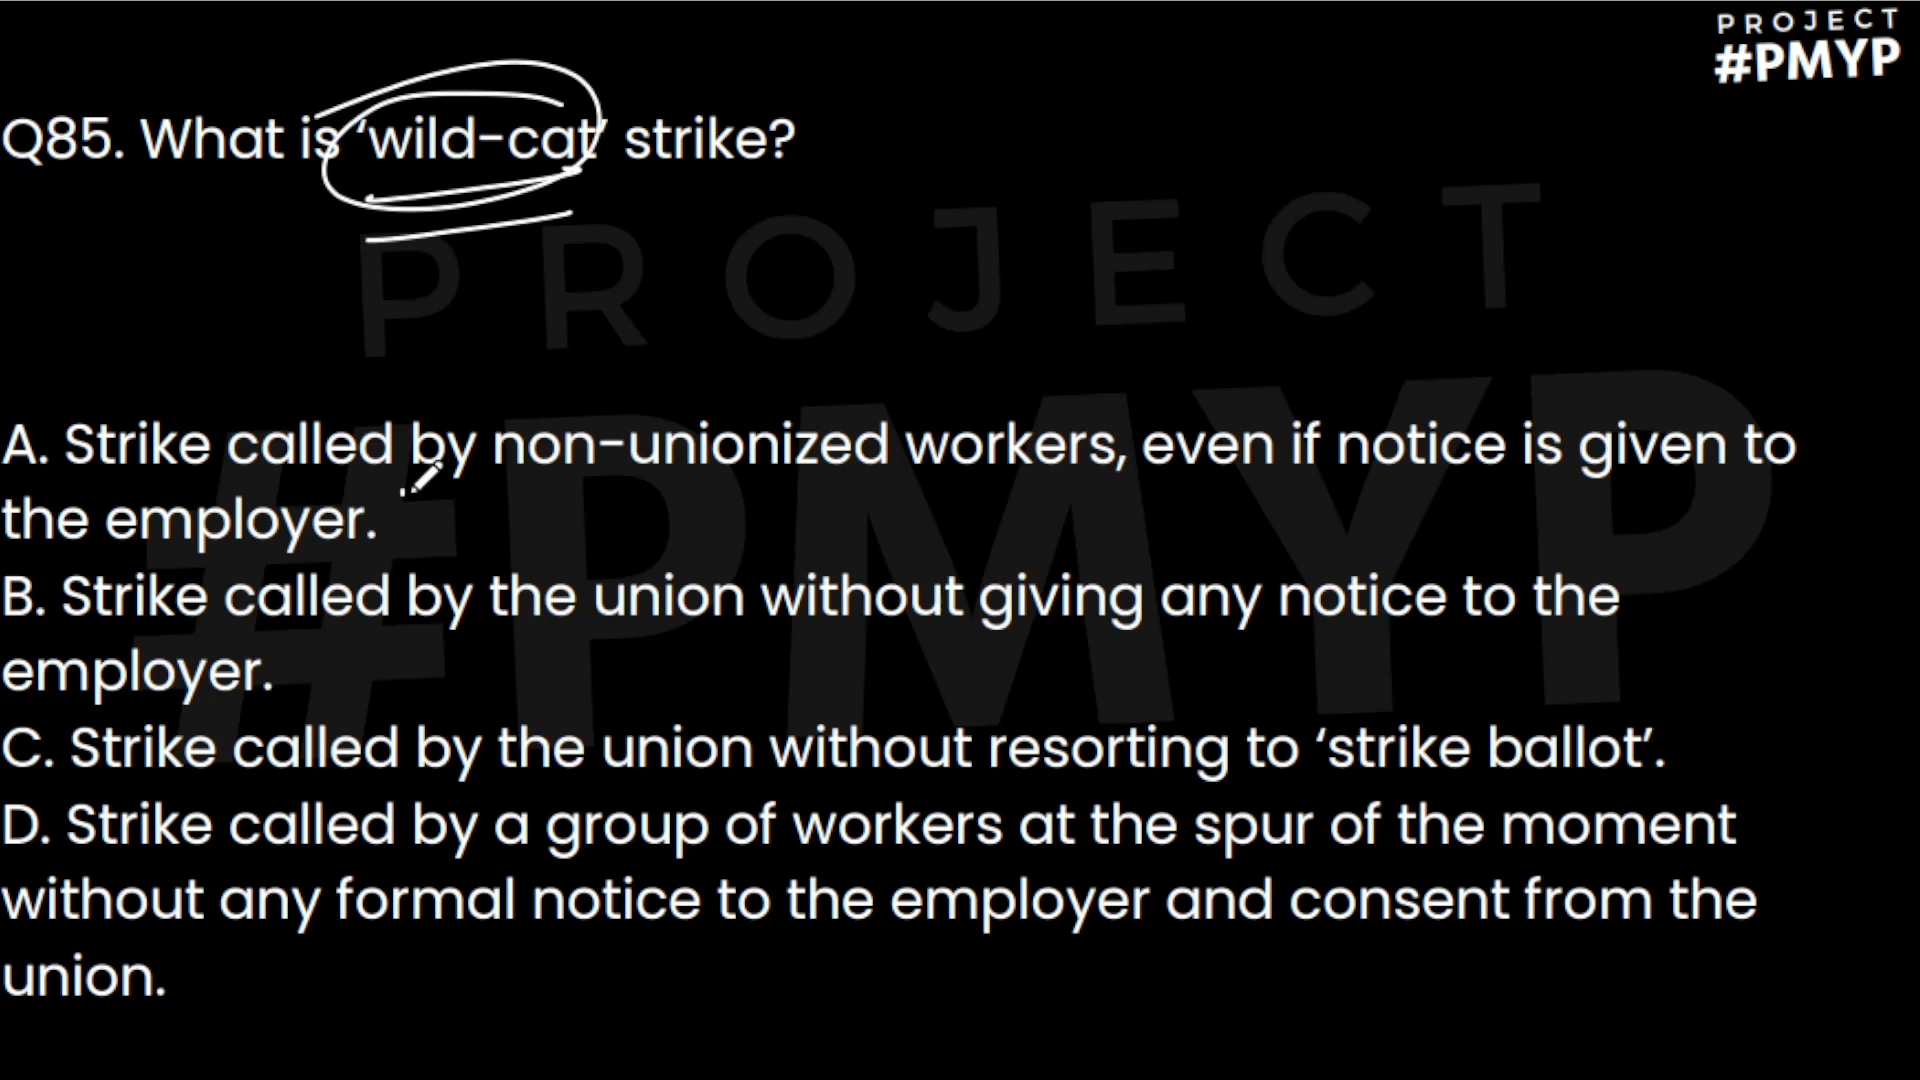 PROJECT
#PMYP
Q85. What is ‘wild-cat’ strike?
PROJECT
#PMYP
A. Strike called by non-unionized workers, even if notice is given to
the employer.
B. Strike called by the union without giving any notice to the
employer.
C. Strike called by the union without resorting to ‘strike ballot’.
D. Strike called by a group of workers at the spur of the moment
without any formal notice to the employer and consent from the
union.